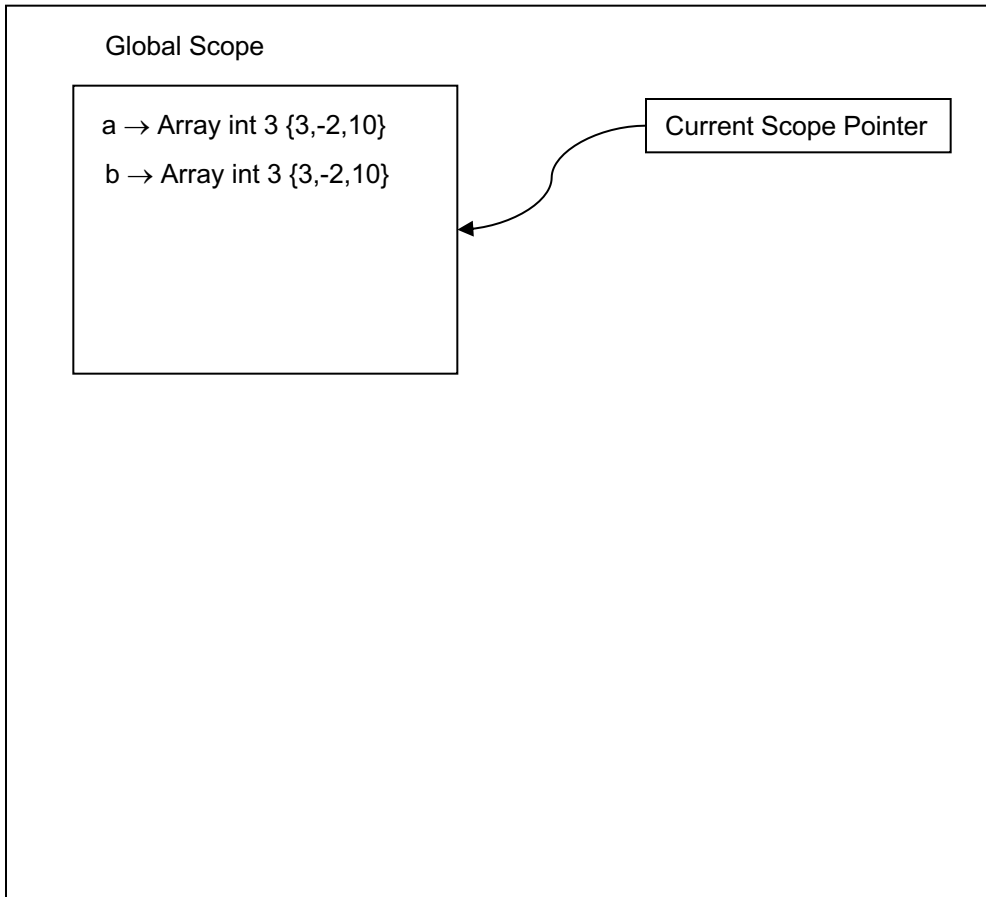 Global Scope
a → Array int 3 {3,-2,10}
b → Array int 3 {3,-2,10}
Current Scope Pointer